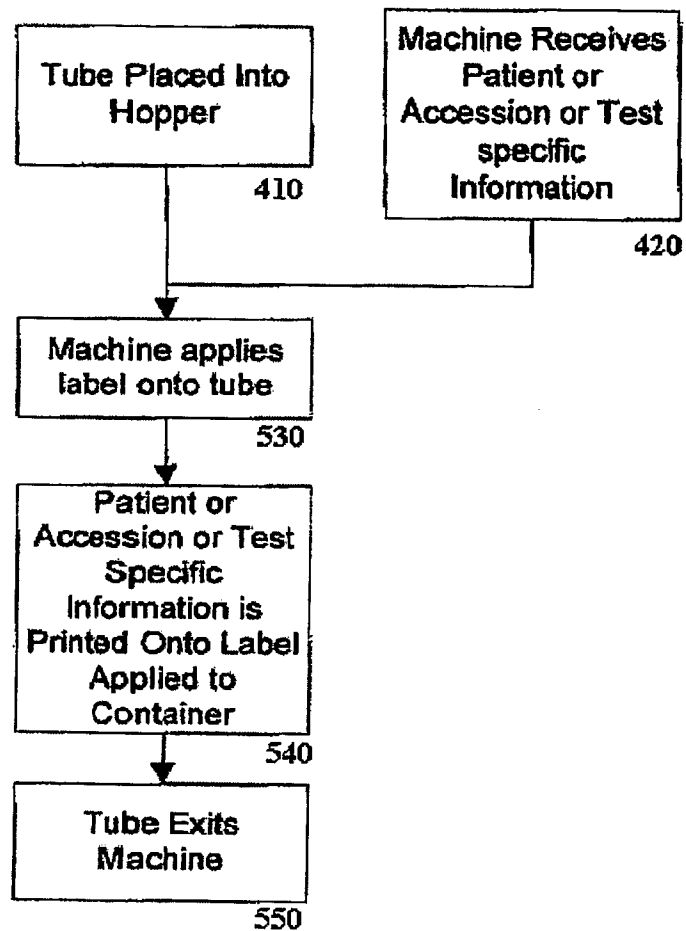 Tube Placed Into
Hopper
410
Machine Receives
Patient or
Accession or Test
specific
Information
420
Machine applies
label onto tube
530
Patient or
Accession or Test
Specific
Information is
Printed Onto Label
Applied to
Container
540
Tube Exits
Machine
550